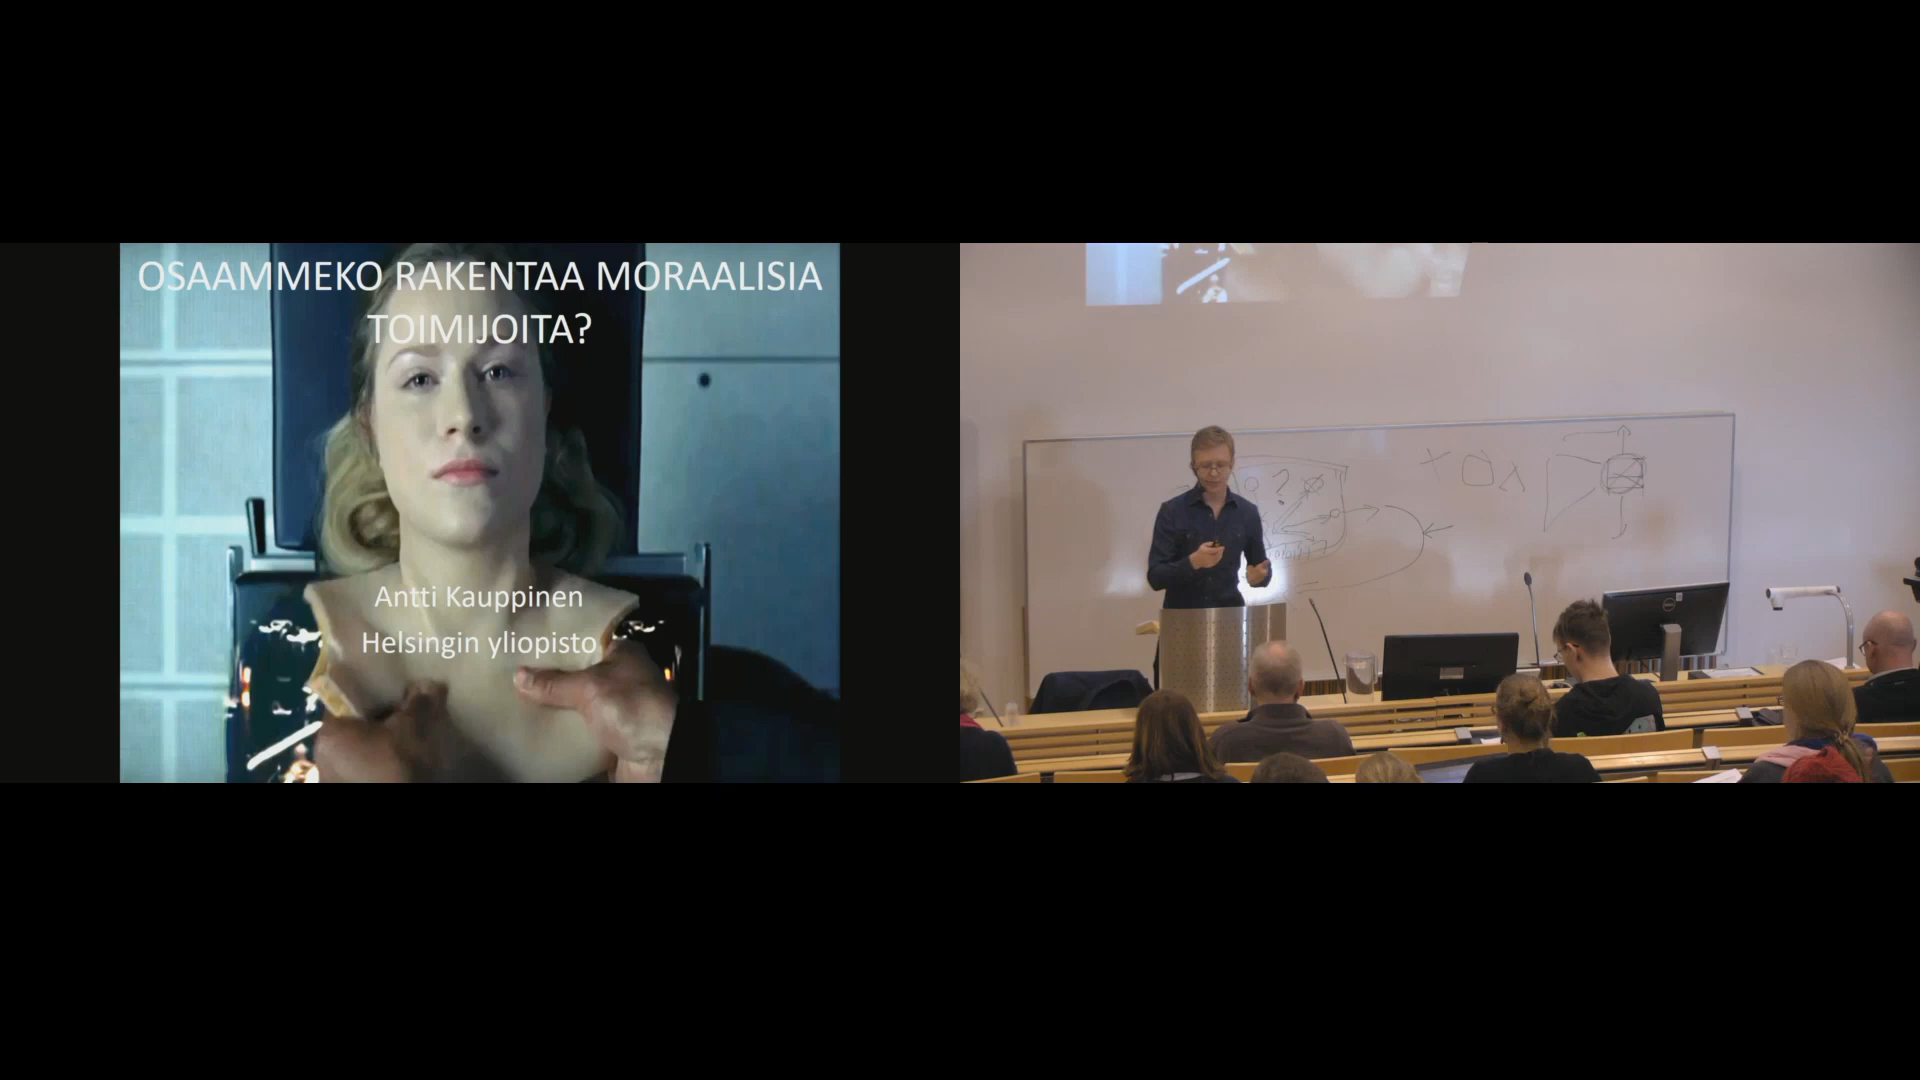 OSAAMMEKO RAKENTAA MORAALISIA
TOIMIJOITA?
Antti Kauppinen
Helsingin yliopisto
?